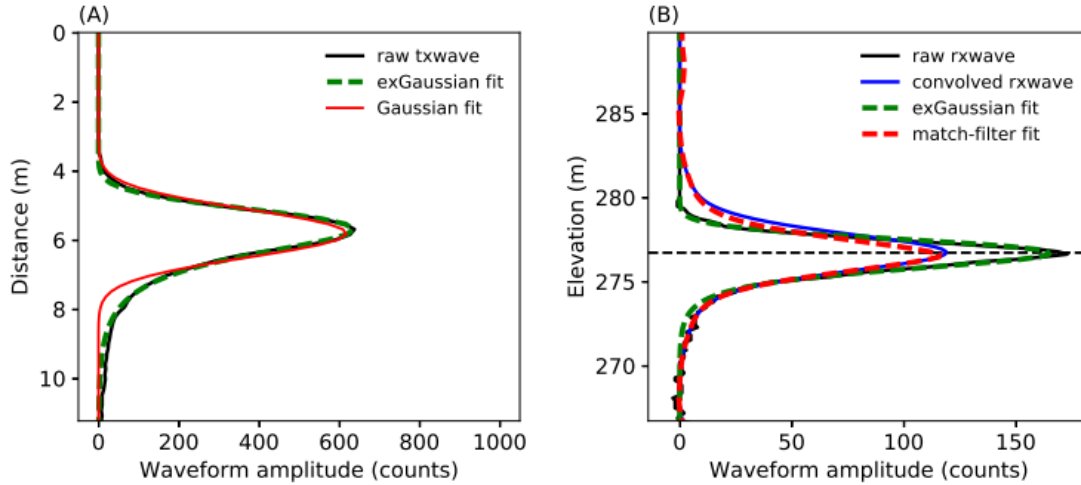 (A)
raw txwave
exGaussian fit
Gaussian fit
0
2
4
6
8
10
Distance (m)
0 200 400 600 800 1000
Waveform amplitude (counts)
(B)
raw rxwave
convolved rxwave
exGaussian fit
match-filter fit
285
280
275
270
Elevation (m)
0 50 100 150
Waveform amplitude (counts)